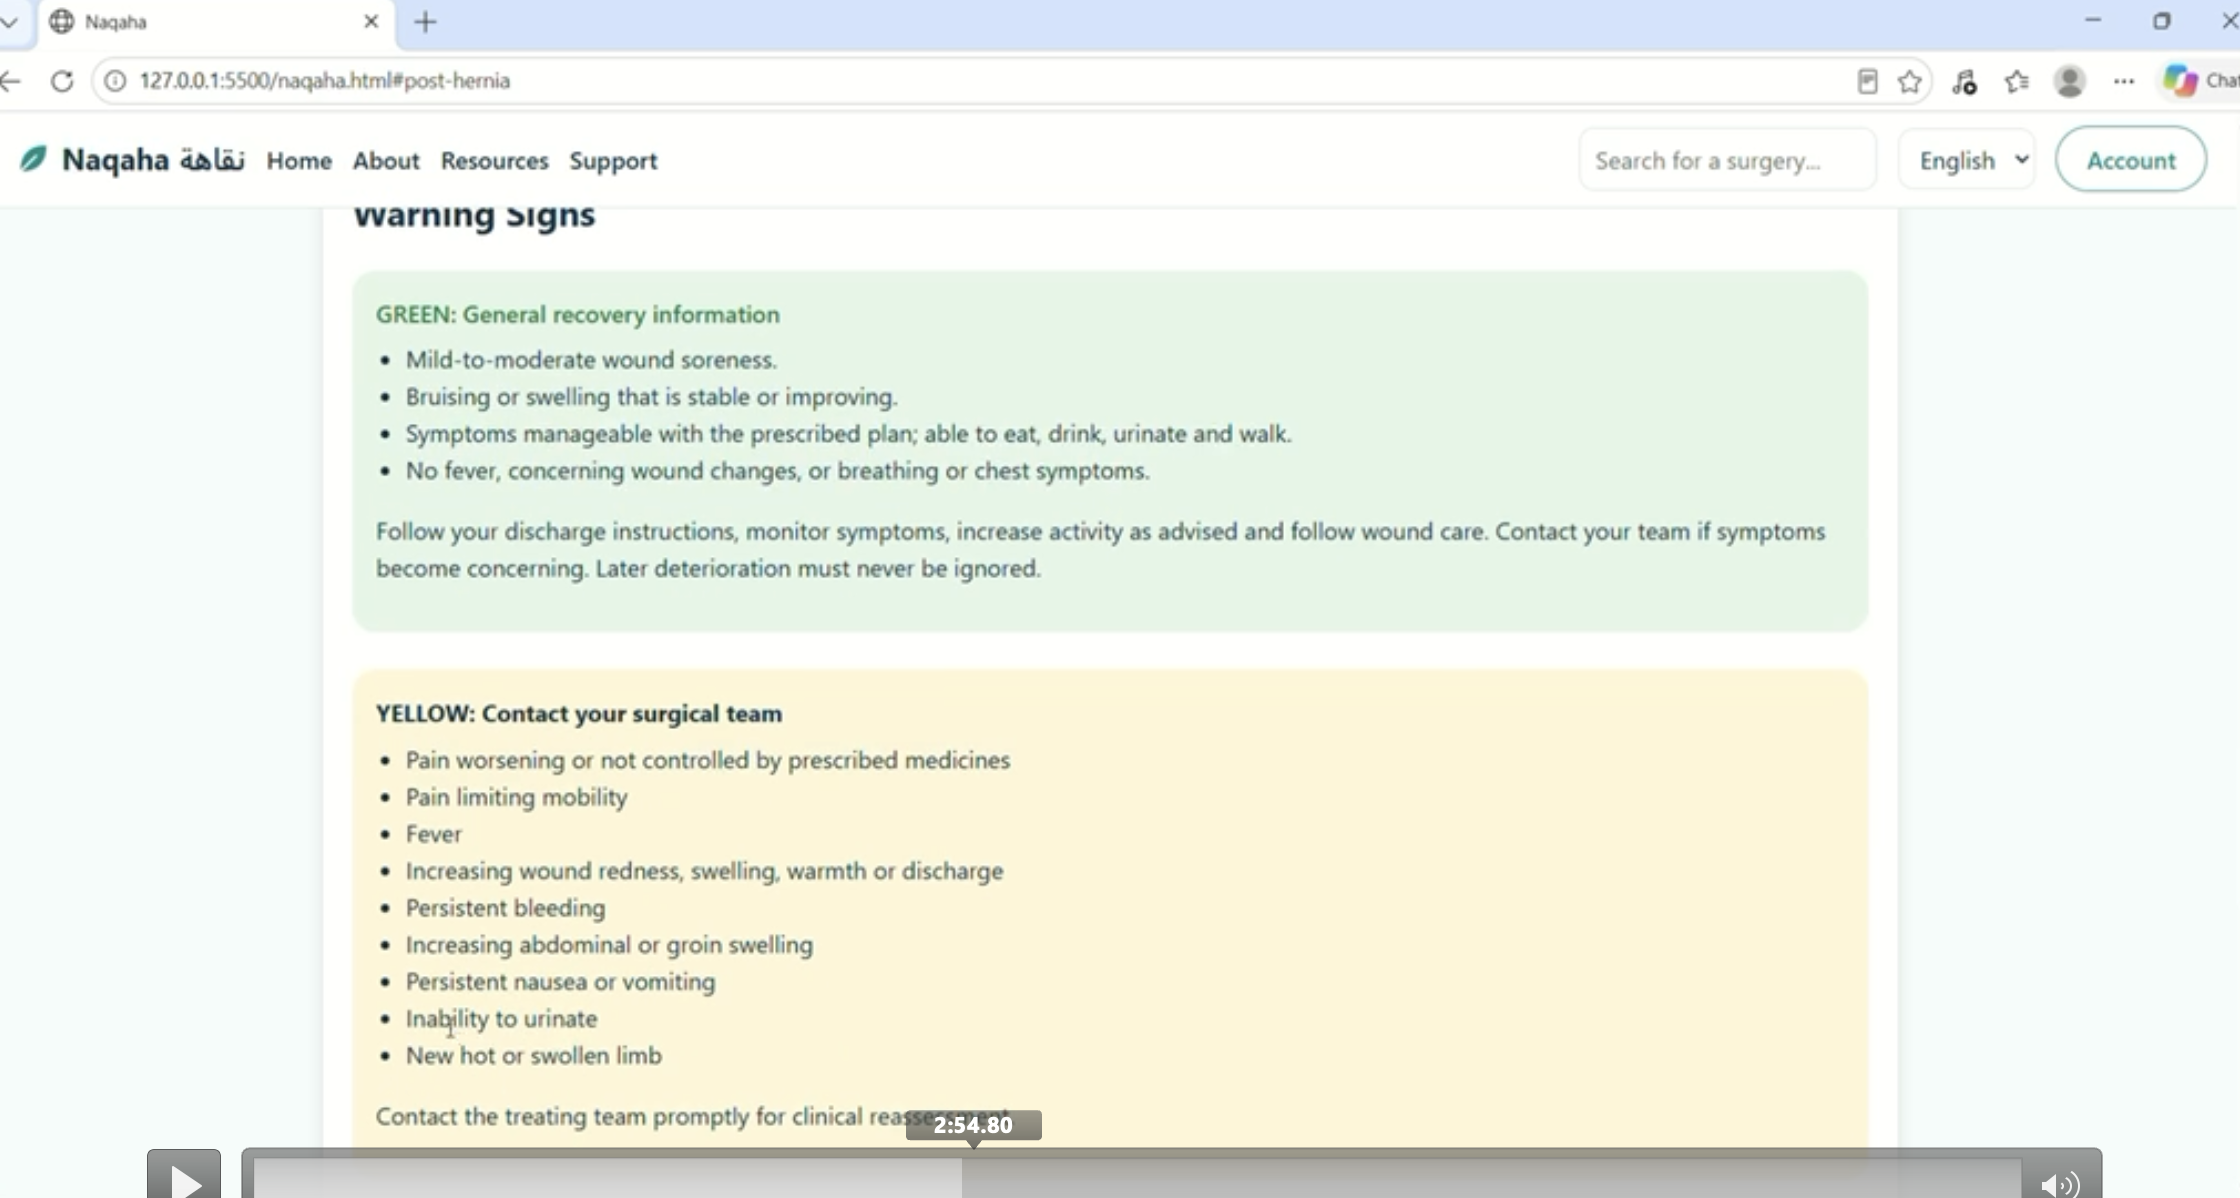 Naqaha
127.0.0.1:5500/naqaha.html#post-hernia
Naqaha نقاهة Home About Resources Support
Search for a surgery...
English
Account
Warning Signs
GREEN: General recovery information
• Mild-to-moderate wound soreness.
• Bruising or swelling that is stable or improving.
• Symptoms manageable with the prescribed plan; able to eat, drink, urinate and walk.
• No fever, concerning wound changes, or breathing or chest symptoms.
Follow your discharge instructions, monitor symptoms, increase activity as advised and follow wound care. Contact your team if symptoms
become concerning. Later deterioration must never be ignored.
YELLOW: Contact your surgical team
• Pain worsening or not controlled by prescribed medicines
• Pain limiting mobility
• Fever
• Increasing wound redness, swelling, warmth or discharge
• Persistent bleeding
• Increasing abdominal or groin swelling
• Persistent nausea or vomiting
• Inability to urinate
• New hot or swollen limb
Contact the treating team promptly for clinical reassessment
2:54.80